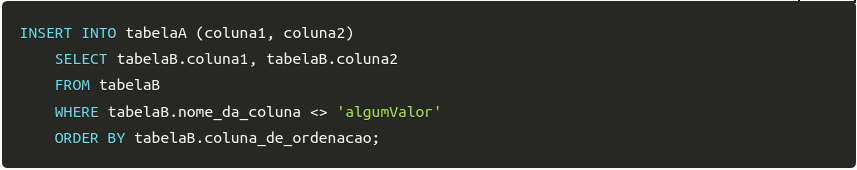 INSERT INTO tabelaA (coluna1, coluna2)
    SELECT tabelaB.coluna1, tabelaB.coluna2
    FROM tabelaB
    WHERE tabelaB.nome_da_coluna <> 'algumValor'
    ORDER BY tabelaB.coluna_de_ordenacao;